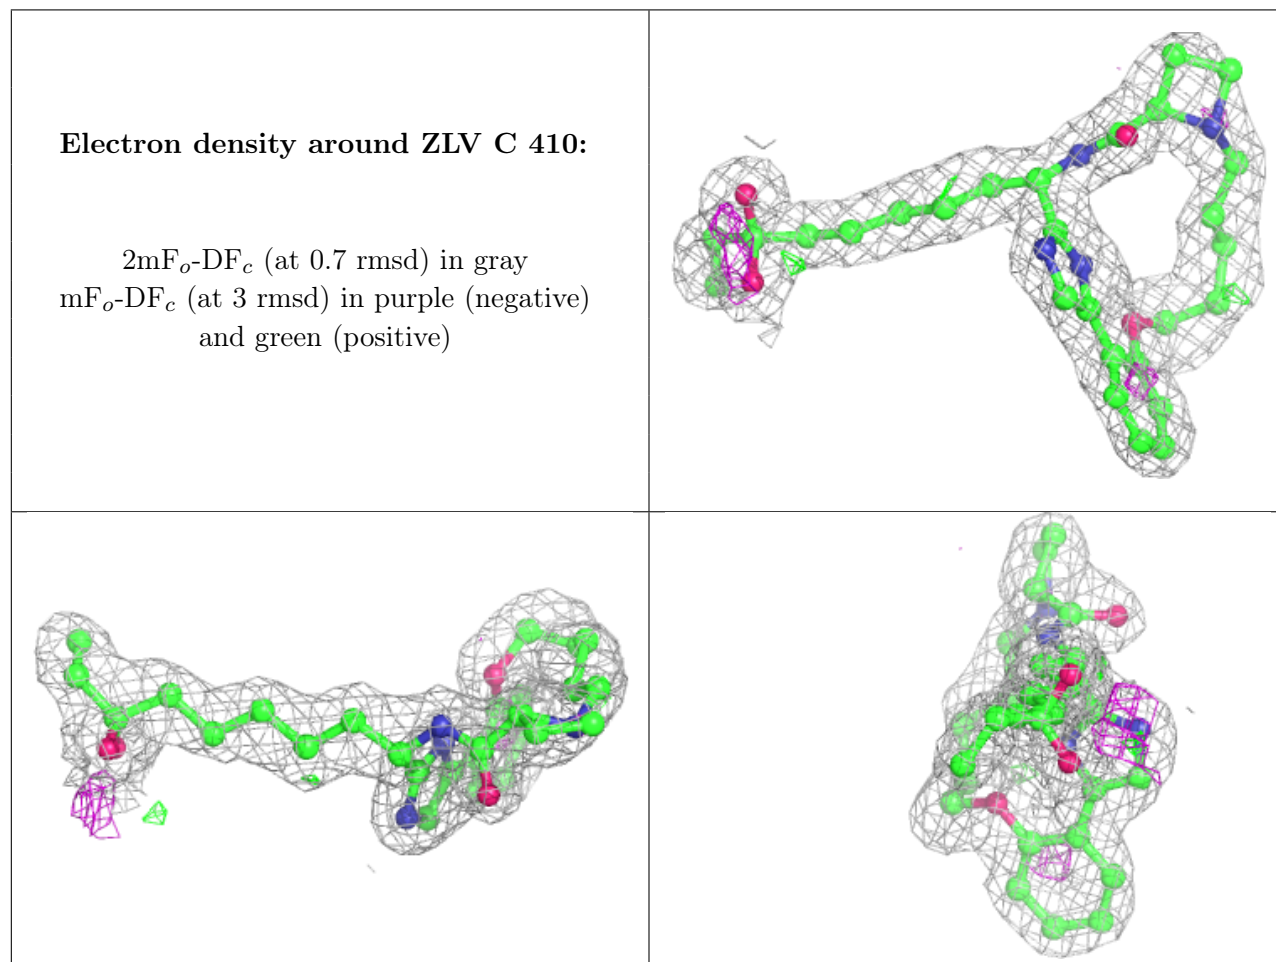 Electron density around ZLV C 410:
2mFo-DFc (at 0.7 rmsd) in gray
mFo-DFc (at 3 rmsd) in purple (negative)
and green (positive)